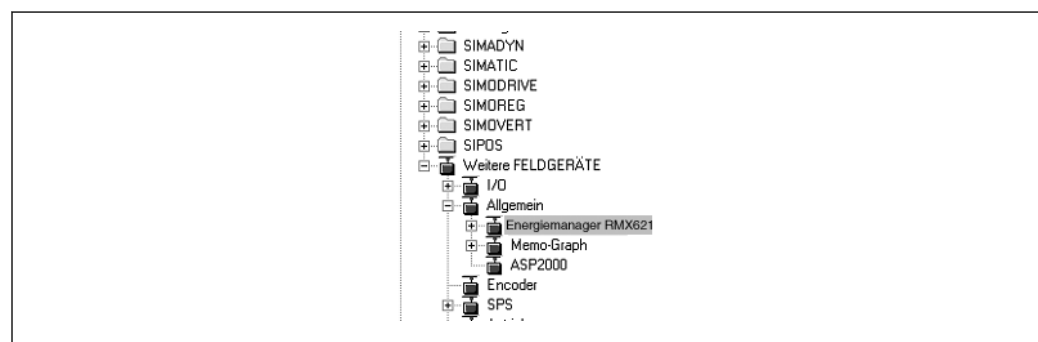 SIMADYN
SIMATIC
SIMODRIVE
SIMOREG
SIMOVERT
SIPOS
Weitere FELDGERÄTE
I/O
Allgemein
Energiemanager RMX621
Memo-Graph
ASP2000
Encoder
SPS